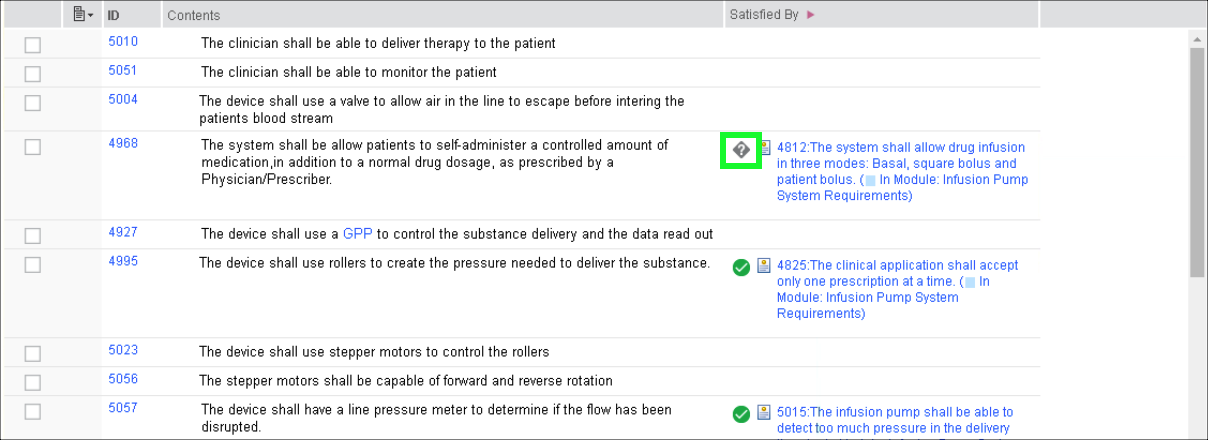 ID Contents Satisfied By
5010 The clinician shall be able to deliver therapy to the patient
5051 The clinician shall be able to monitor the patient
5004 The device shall use a valve to allow air in the line to escape before intering the
patients blood stream
4968 The system shall be allow patients to self-administer a controlled amount of
medication,in addition to a normal drug dosage, as prescribed by a
Physician/Prescriber.
4812:The system shall allow drug infusion
in three modes: Basal, square bolus and
patient bolus. ( In Module: Infusion Pump
System Requirements)
4927 The device shall use a GPP to control the substance delivery and the data read out
4995 The device shall use rollers to create the pressure needed to deliver the substance.
4825:The clinical application shall accept
only one prescription at a time. ( In
Module: Infusion Pump System
Requirements)
5023 The device shall use stepper motors to control the rollers
5056 The stepper motors shall be capable of forward and reverse rotation
5057 The device shall have a line pressure meter to determine if the flow has been
disrupted.
5015:The infusion pump shall be able to
detect too much pressure in the delivery